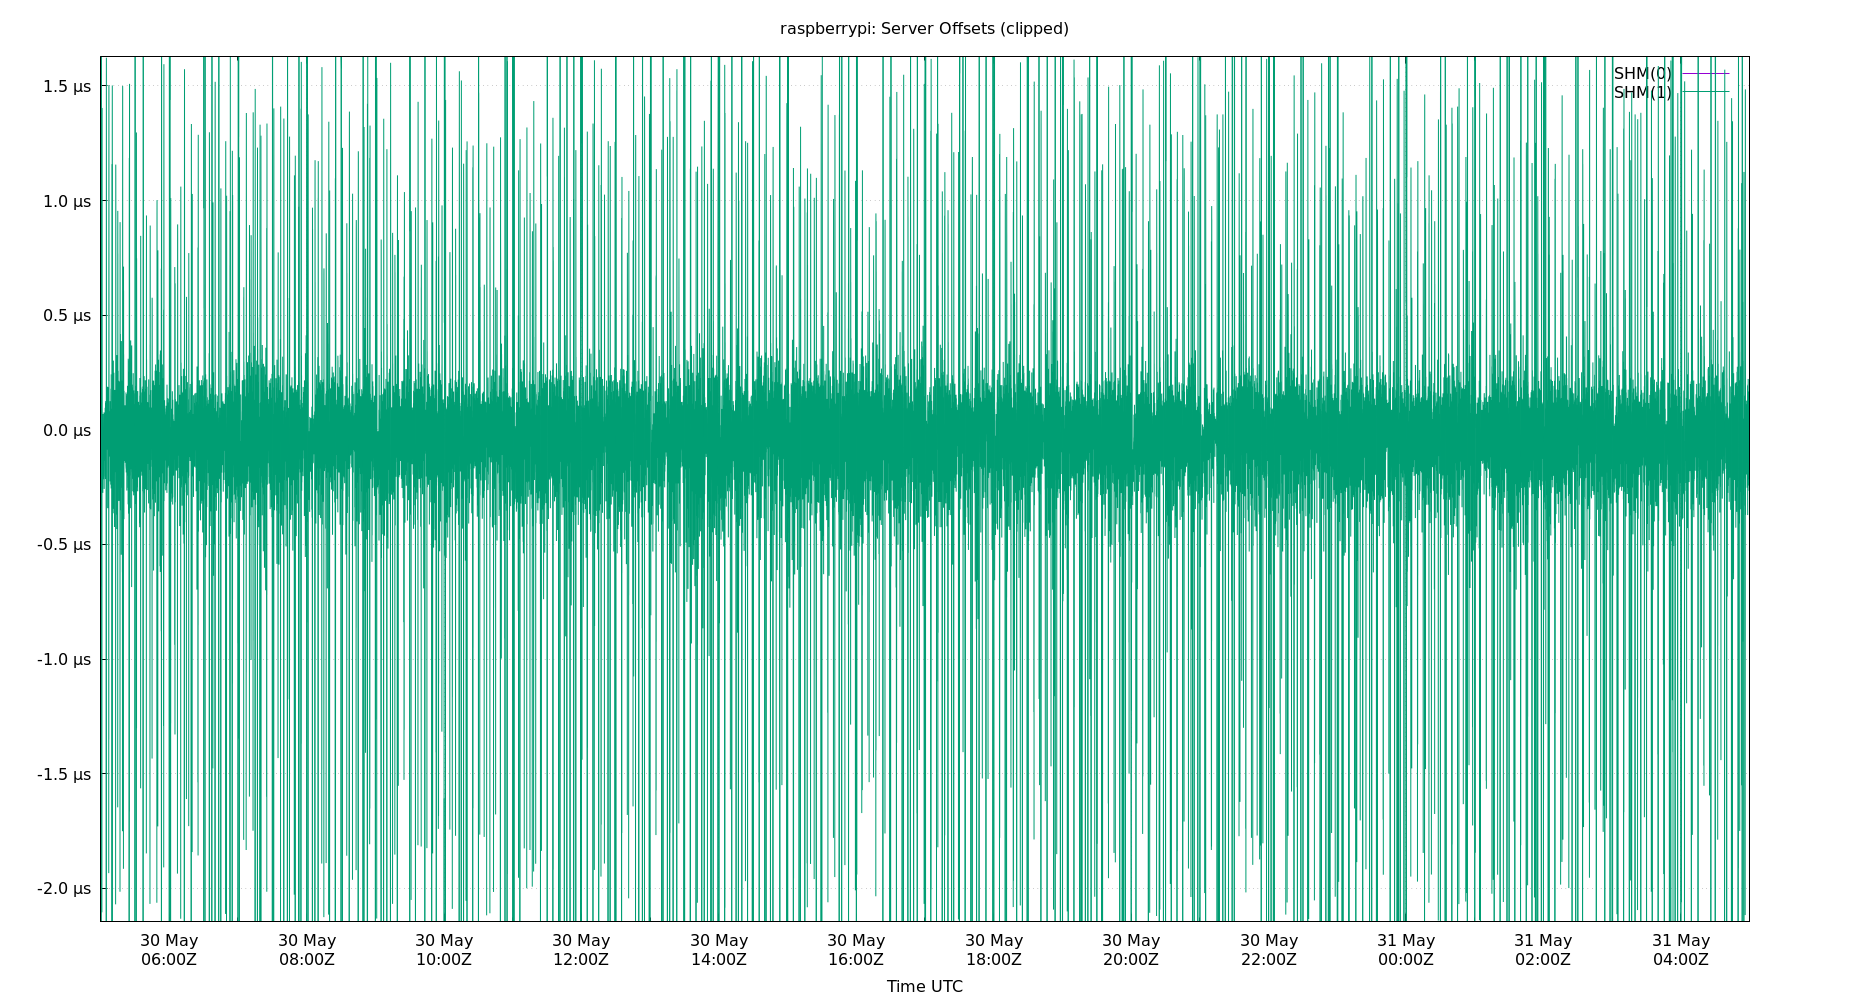 raspberrypi: Server Offsets (clipped)
SHM(0)
SHM(1)
1.5 µs
1.0 µs
0.5 µs
0.0 µs
-0.5 µs
-1.0 µs
-1.5 µs
-2.0 µs
30 May 30 May 30 May 30 May 30 May 30 May 30 May 30 May 30 May 31 May 31 May 31 May
06:00Z 08:00Z 10:00Z 12:00Z 14:00Z 16:00Z 18:00Z 20:00Z 22:00Z 00:00Z 02:00Z 04:00Z
Time UTC